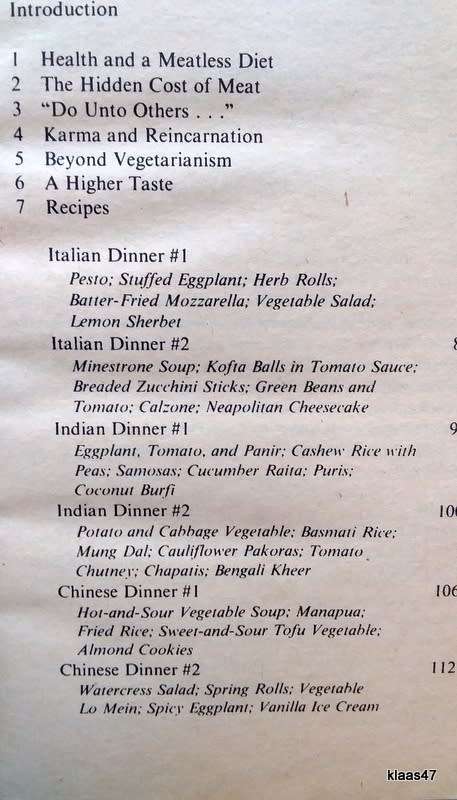 Introduction
1 Health and a Meatless Diet
2 The Hidden Cost of Meat
3 “Do Unto Others . . .”
4 Karma and Reincarnation
5 Beyond Vegetarianism
6 A Higher Taste
7 Recipes
Italian Dinner #1
Pesto; Stuffed Eggplant; Herb Rolls;
Batter-Fried Mozzarella; Vegetable Salad;
Lemon Sherbet
Italian Dinner #2
Minestrone Soup; Kofta Balls in Tomato Sauce;
Breaded Zucchini Sticks; Green Beans and
Tomato; Calzone; Neapolitan Cheesecake
Indian Dinner #1
Eggplant, Tomato, and Panir; Cashew Rice with
Peas; Samosas; Cucumber Raita; Puris;
Coconut Burfi
Indian Dinner #2
Potato and Cabbage Vegetable; Basmati Rice;
Mung Dal; Cauliflower Pakoras; Tomato
Chutney; Chapatis; Bengali Kheer
Chinese Dinner #1 106
Hot-and-Sour Vegetable Soup; Manapua;
Fried Rice; Sweet-and-Sour Tofu Vegetable;
Almond Cookies
Chinese Dinner #2 112
Watercress Salad; Spring Rolls; Vegetable
Lo Mein; Spicy Eggplant; Vanilla Ice Cream
klaas47